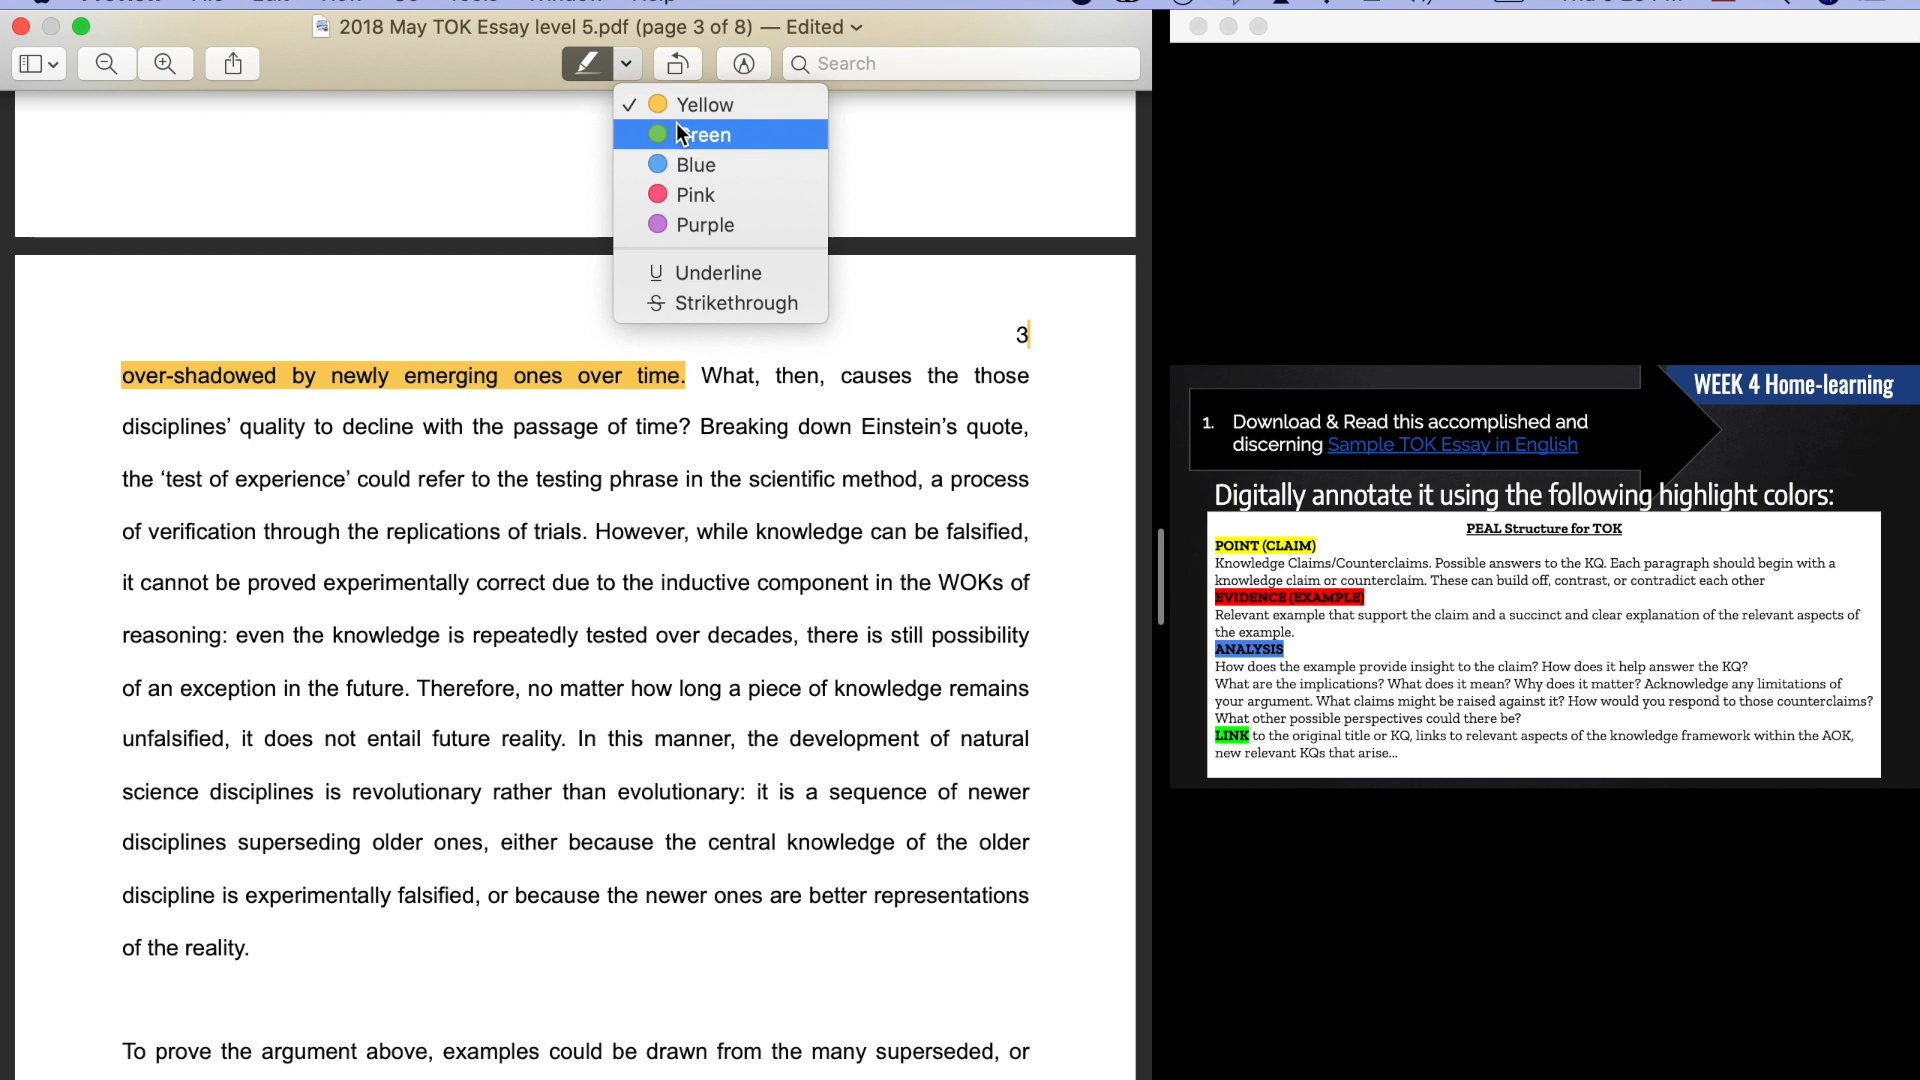 2018 May TOK Essay level 5.pdf (page 3 of 8) — Edited
Search
Yellow
Green
Blue
Pink
Purple
U Underline
S Strikethrough
3
over-shadowed by newly emerging ones over time. What, then, causes the those
disciplines’ quality to decline with the passage of time? Breaking down Einstein’s quote,
the ‘test of experience’ could refer to the testing phrase in the scientific method, a process
of verification through the replications of trials. However, while knowledge can be falsified,
it cannot be proved experimentally correct due to the inductive component in the WOKs of
reasoning: even the knowledge is repeatedly tested over decades, there is still possibility
of an exception in the future. Therefore, no matter how long a piece of knowledge remains
unfalsified, it does not entail future reality. In this manner, the development of natural
science disciplines is revolutionary rather than evolutionary: it is a sequence of newer
disciplines superseding older ones, either because the central knowledge of the older
discipline is experimentally falsified, or because the newer ones are better representations
of the reality.
To prove the argument above, examples could be drawn from the many superseded, or
WEEK 4 Home-learning
1. Download & Read this accomplished and
discerning Sample TOK Essay in English
Digitally annotate it using the following highlight colors:
PEAL Structure for TOK
POINT (CLAIM)
Knowledge Claims/Counterclaims. Possible answers to the KQ. Each paragraph should begin with a
knowledge claim or counterclaim. These can build off, contrast, or contradict each other
EVIDENCE (EXAMPLE)
Relevant example that support the claim and a succinct and clear explanation of the relevant aspects of
the example.
ANALYSIS
How does the example provide insight to the claim? How does it help answer the KQ?
What are the implications? What does it mean? Why does it matter? Acknowledge any limitations of
your argument. What claims might be raised against it? How would you respond to those counterclaims?
What other possible perspectives could there be?
LINK to the original title or KQ, links to relevant aspects of the knowledge framework within the AOK,
new relevant KQs that arise...